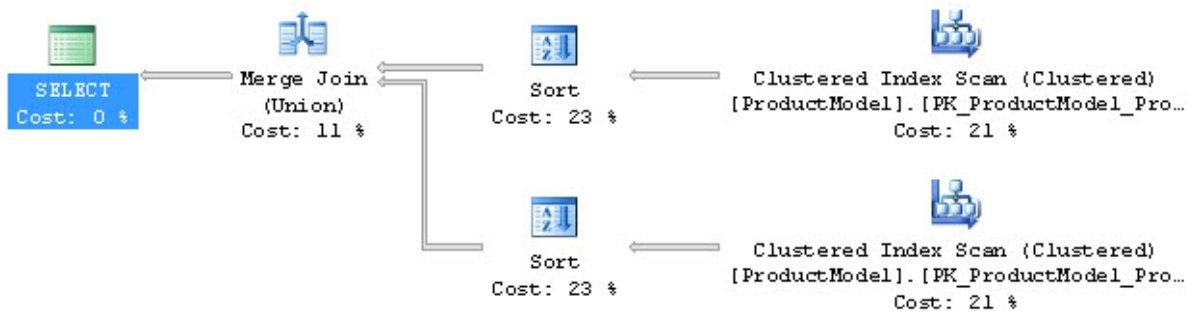 SELECT
Cost: 0 %
Merge Join
(Union)
Cost: 11 %
Sort
Cost: 23 %
Clustered Index Scan (Clustered)
[ProductModel].[PK_ProductModel_Pro…
Cost: 21 %
Sort
Cost: 23 %
Clustered Index Scan (Clustered)
[ProductModel].[PK_ProductModel_Pro…
Cost: 21 %